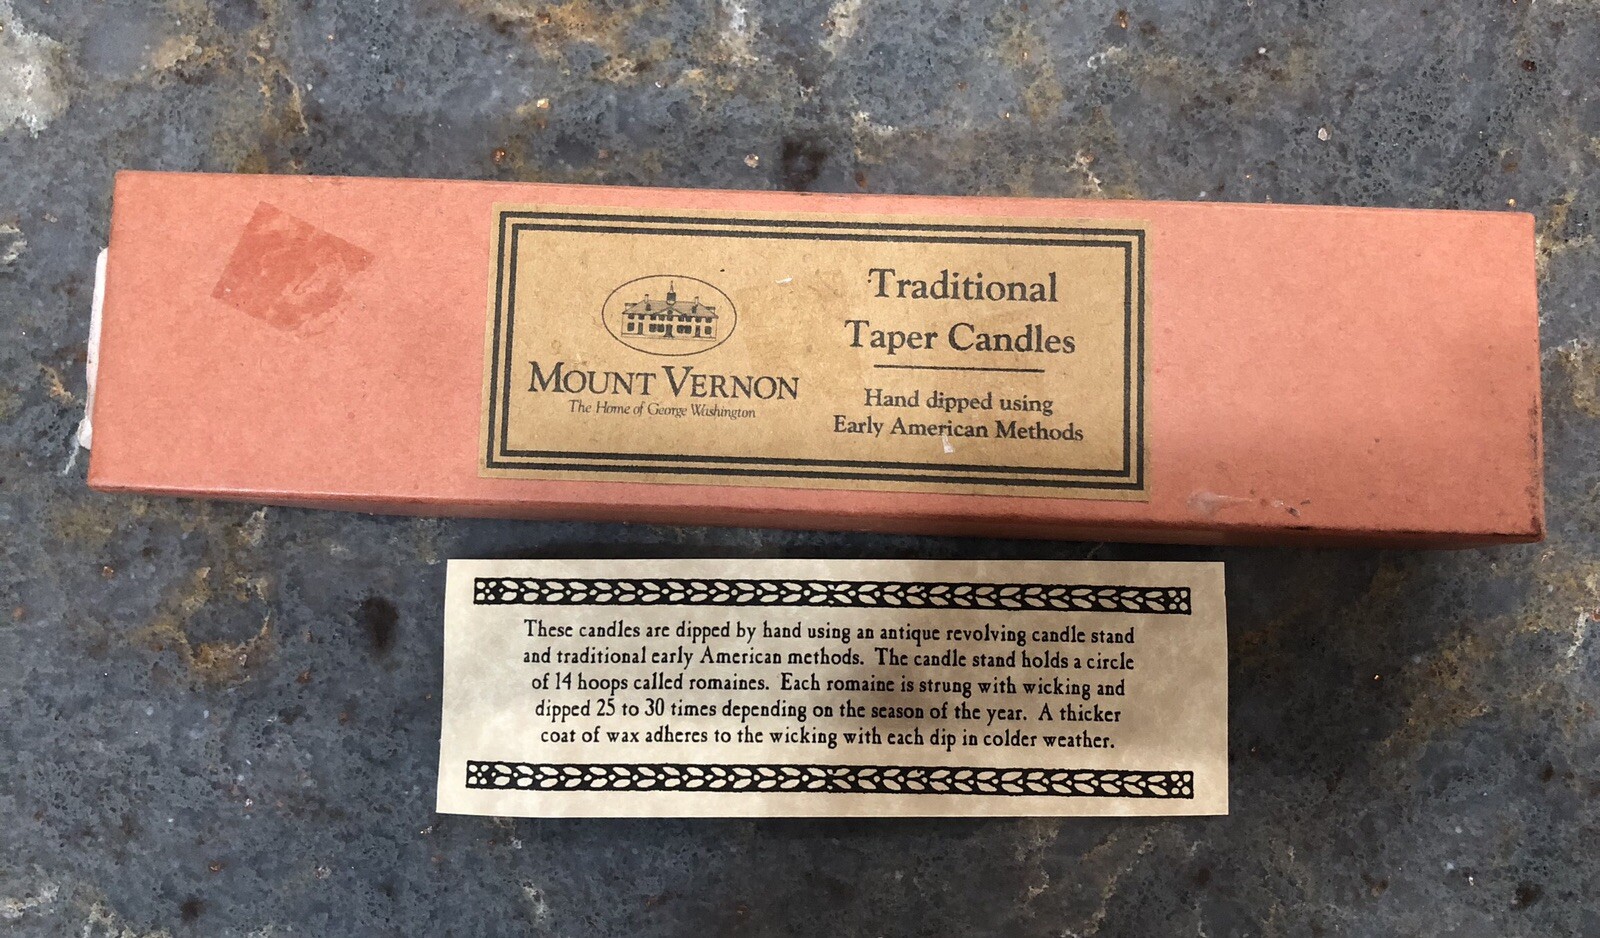 MOUNT VERNON
The Home of George Washington
Traditional
Taper Candles
Hand dipped using
Early American Methods
These candles are dipped by hand using an antique revolving candle stand
and traditional early American methods. The candle stand holds a circle
of 14 hoops called romaines. Each romaine is strung with wicking and
dipped 25 to 30 times depending on the season of the year. A thicker
coat of wax adheres to the wicking with each dip in colder weather.